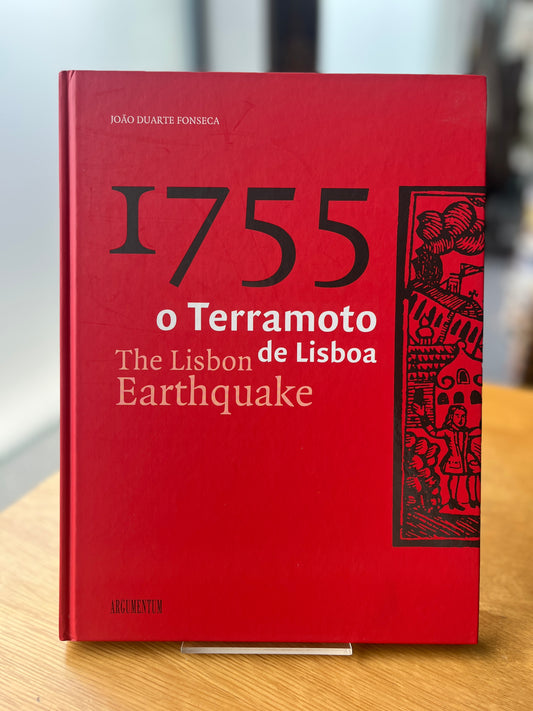 JOÃO DUARTE FONSECA
1755
o Terramoto
de Lisboa
The Lisbon
Earthquake
ARGUMENTUM